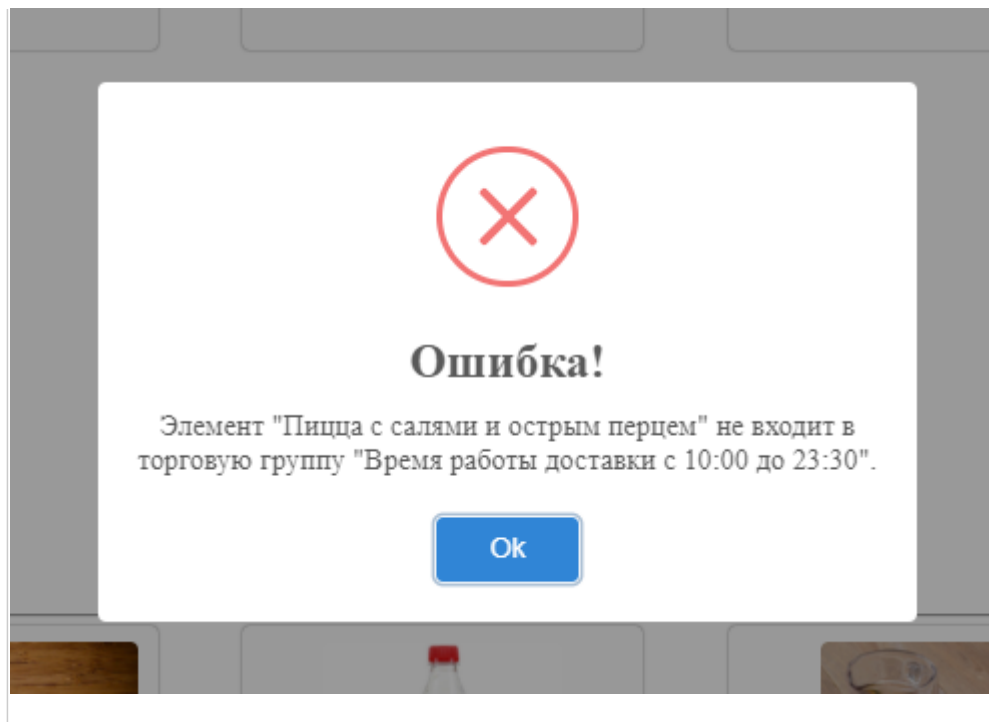 Ошибка!
Элемент "Пицца с салями и острым перцем" не входит в
торговую группу "Время работы доставки с 10:00 до 23:30".
Ok